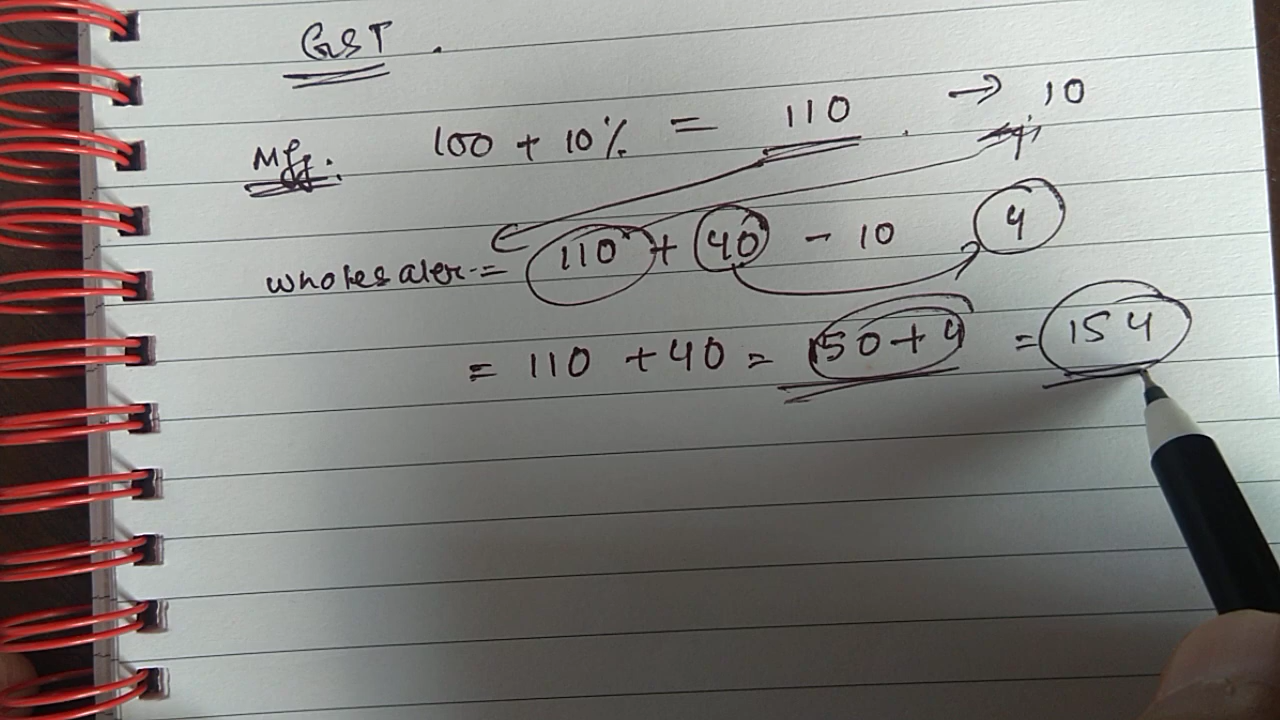 GST.
Mfg. 100 + 10% = 110. → 10
wholesaler = 110 + 40 - 10 4
= 110 + 40 = 150 + 4 = 154